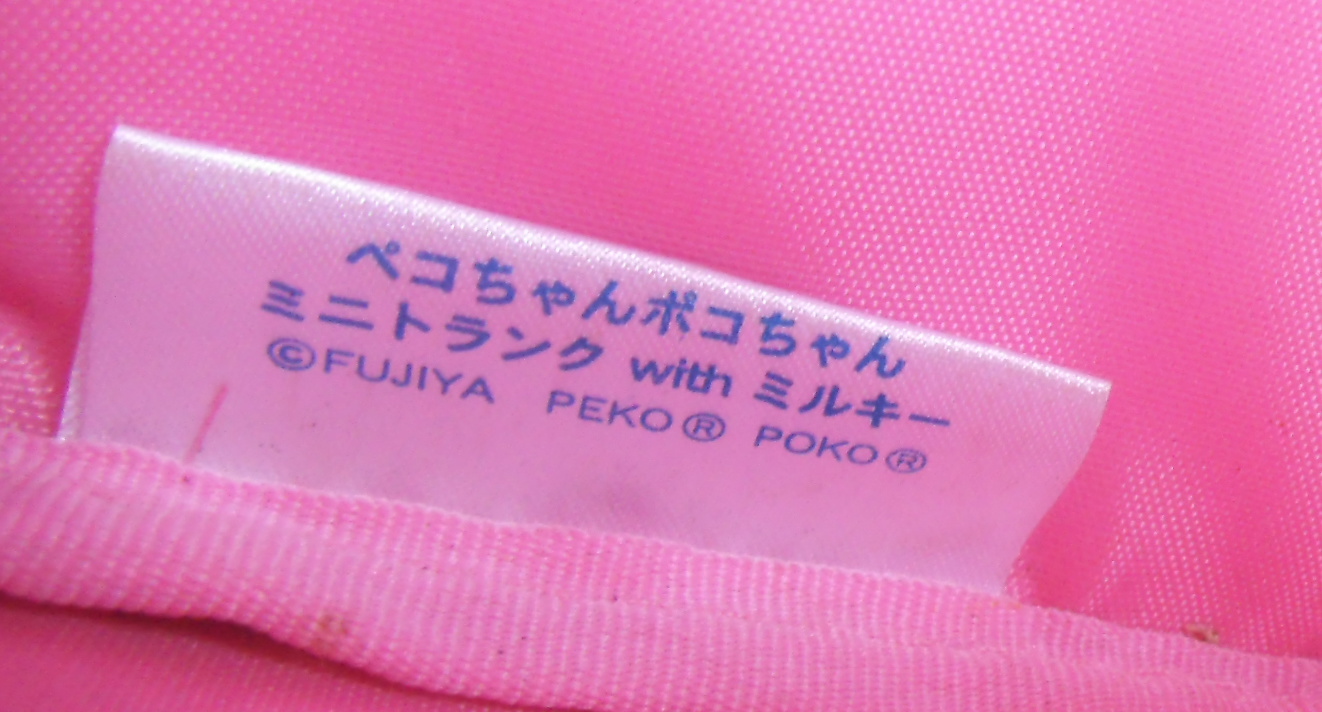 ペコちゃんポコちゃん
ミニトランク with ミルキー
©FUJIYA PEKO® POKO®